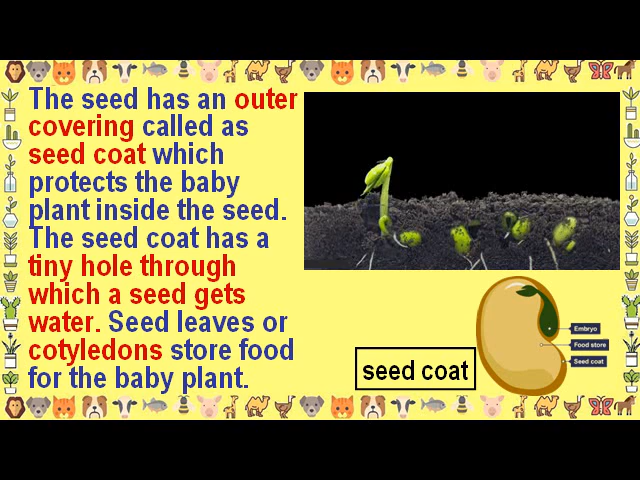 The seed has an outer
covering called as
seed coat which
protects the baby
plant inside the seed.
The seed coat has a
tiny hole through
which a seed gets
water. Seed leaves or
cotyledons store food
for the baby plant.
Embryo
Food store
Seed coat
seed coat